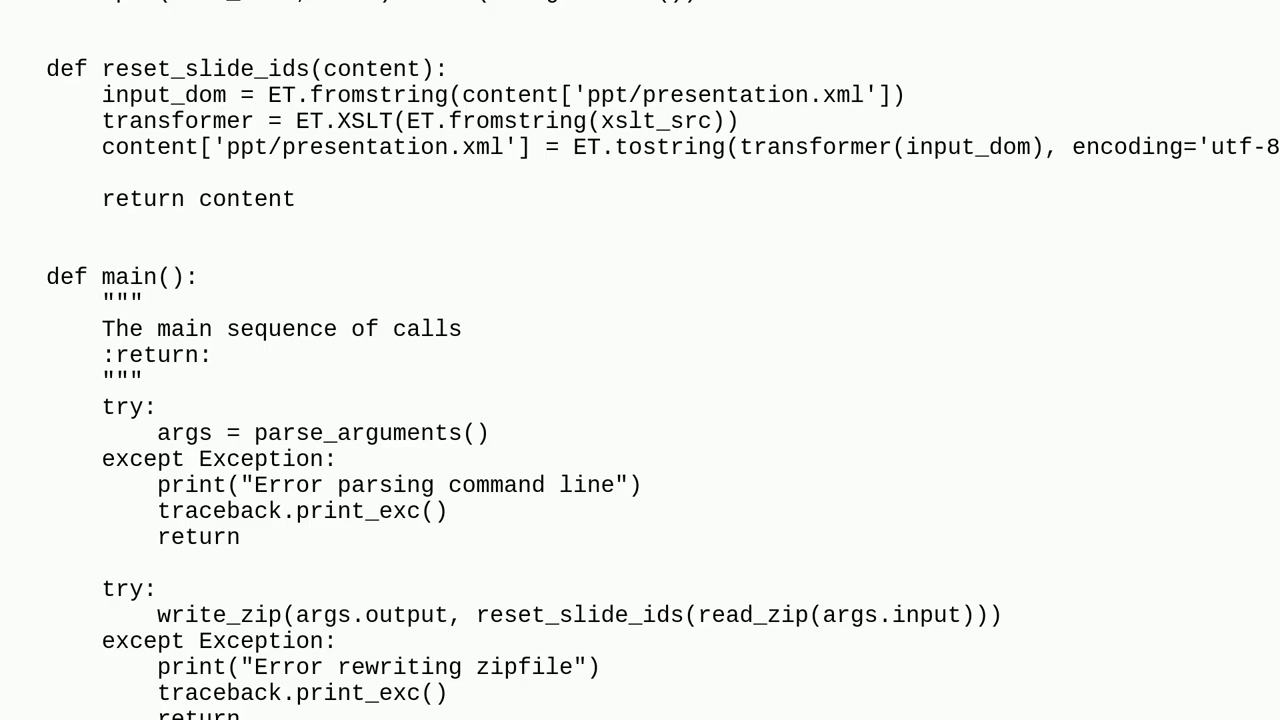 def reset_slide_ids(content):
    input_dom = ET.fromstring(content['ppt/presentation.xml'])
    transformer = ET.XSLT(ET.fromstring(xslt_src))
    content['ppt/presentation.xml'] = ET.tostring(transformer(input_dom), encoding='utf-8

    return content


def main():
    """
    The main sequence of calls
    :return:
    """
    try:
        args = parse_arguments()
    except Exception:
        print("Error parsing command line")
        traceback.print_exc()
        return

    try:
        write_zip(args.output, reset_slide_ids(read_zip(args.input)))
    except Exception:
        print("Error rewriting zipfile")
        traceback.print_exc()
        return